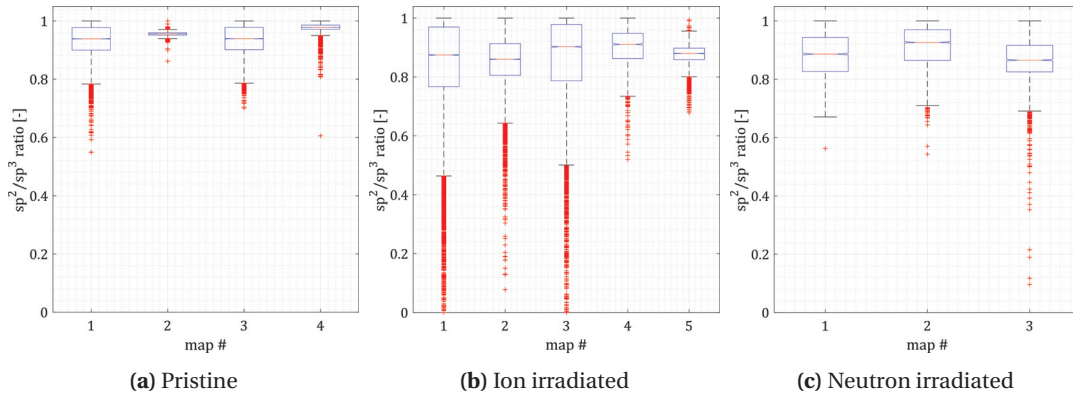 1
0.8
0.6
0.4
0.2
0
sp²/sp³ ratio [-]
1 2 3 4
map #
(a) Pristine
1
0.8
0.6
0.4
0.2
0
sp²/sp³ ratio [-]
1 2 3 4 5
map #
(b) Ion irradiated
1
0.8
0.6
0.4
0.2
0
sp²/sp³ ratio [-]
1 2 3
map #
(c) Neutron irradiated